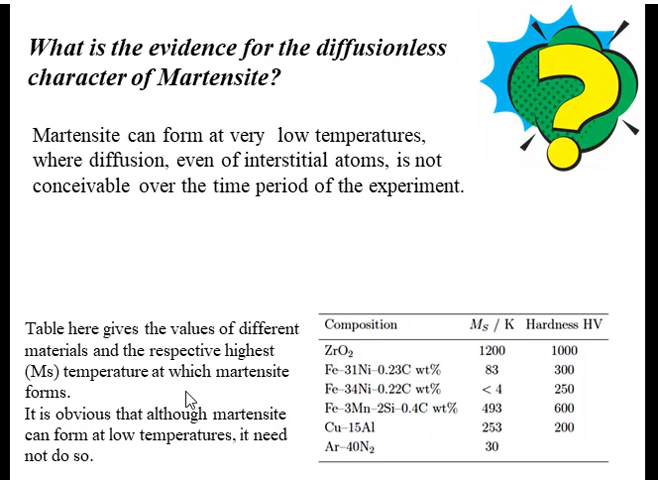 What is the evidence for the diffusionless
character of Martensite?
Martensite can form at very low temperatures,
where diffusion, even of interstitial atoms, is not
conceivable over the time period of the experiment.
Table here gives the values of different
materials and the respective highest
(Ms) temperature at which martensite
forms.
It is obvious that although martensite
can form at low temperatures, it need
not do so.
Composition Ms / K Hardness HV
ZrO₂ 1200 1000
Fe–31Ni–0.23C wt% 83 300
Fe–34Ni–0.22C wt% < 4 250
Fe–3Mn–2Si–0.4C wt% 493 600
Cu–15Al 253 200
Ar–40N₂ 30